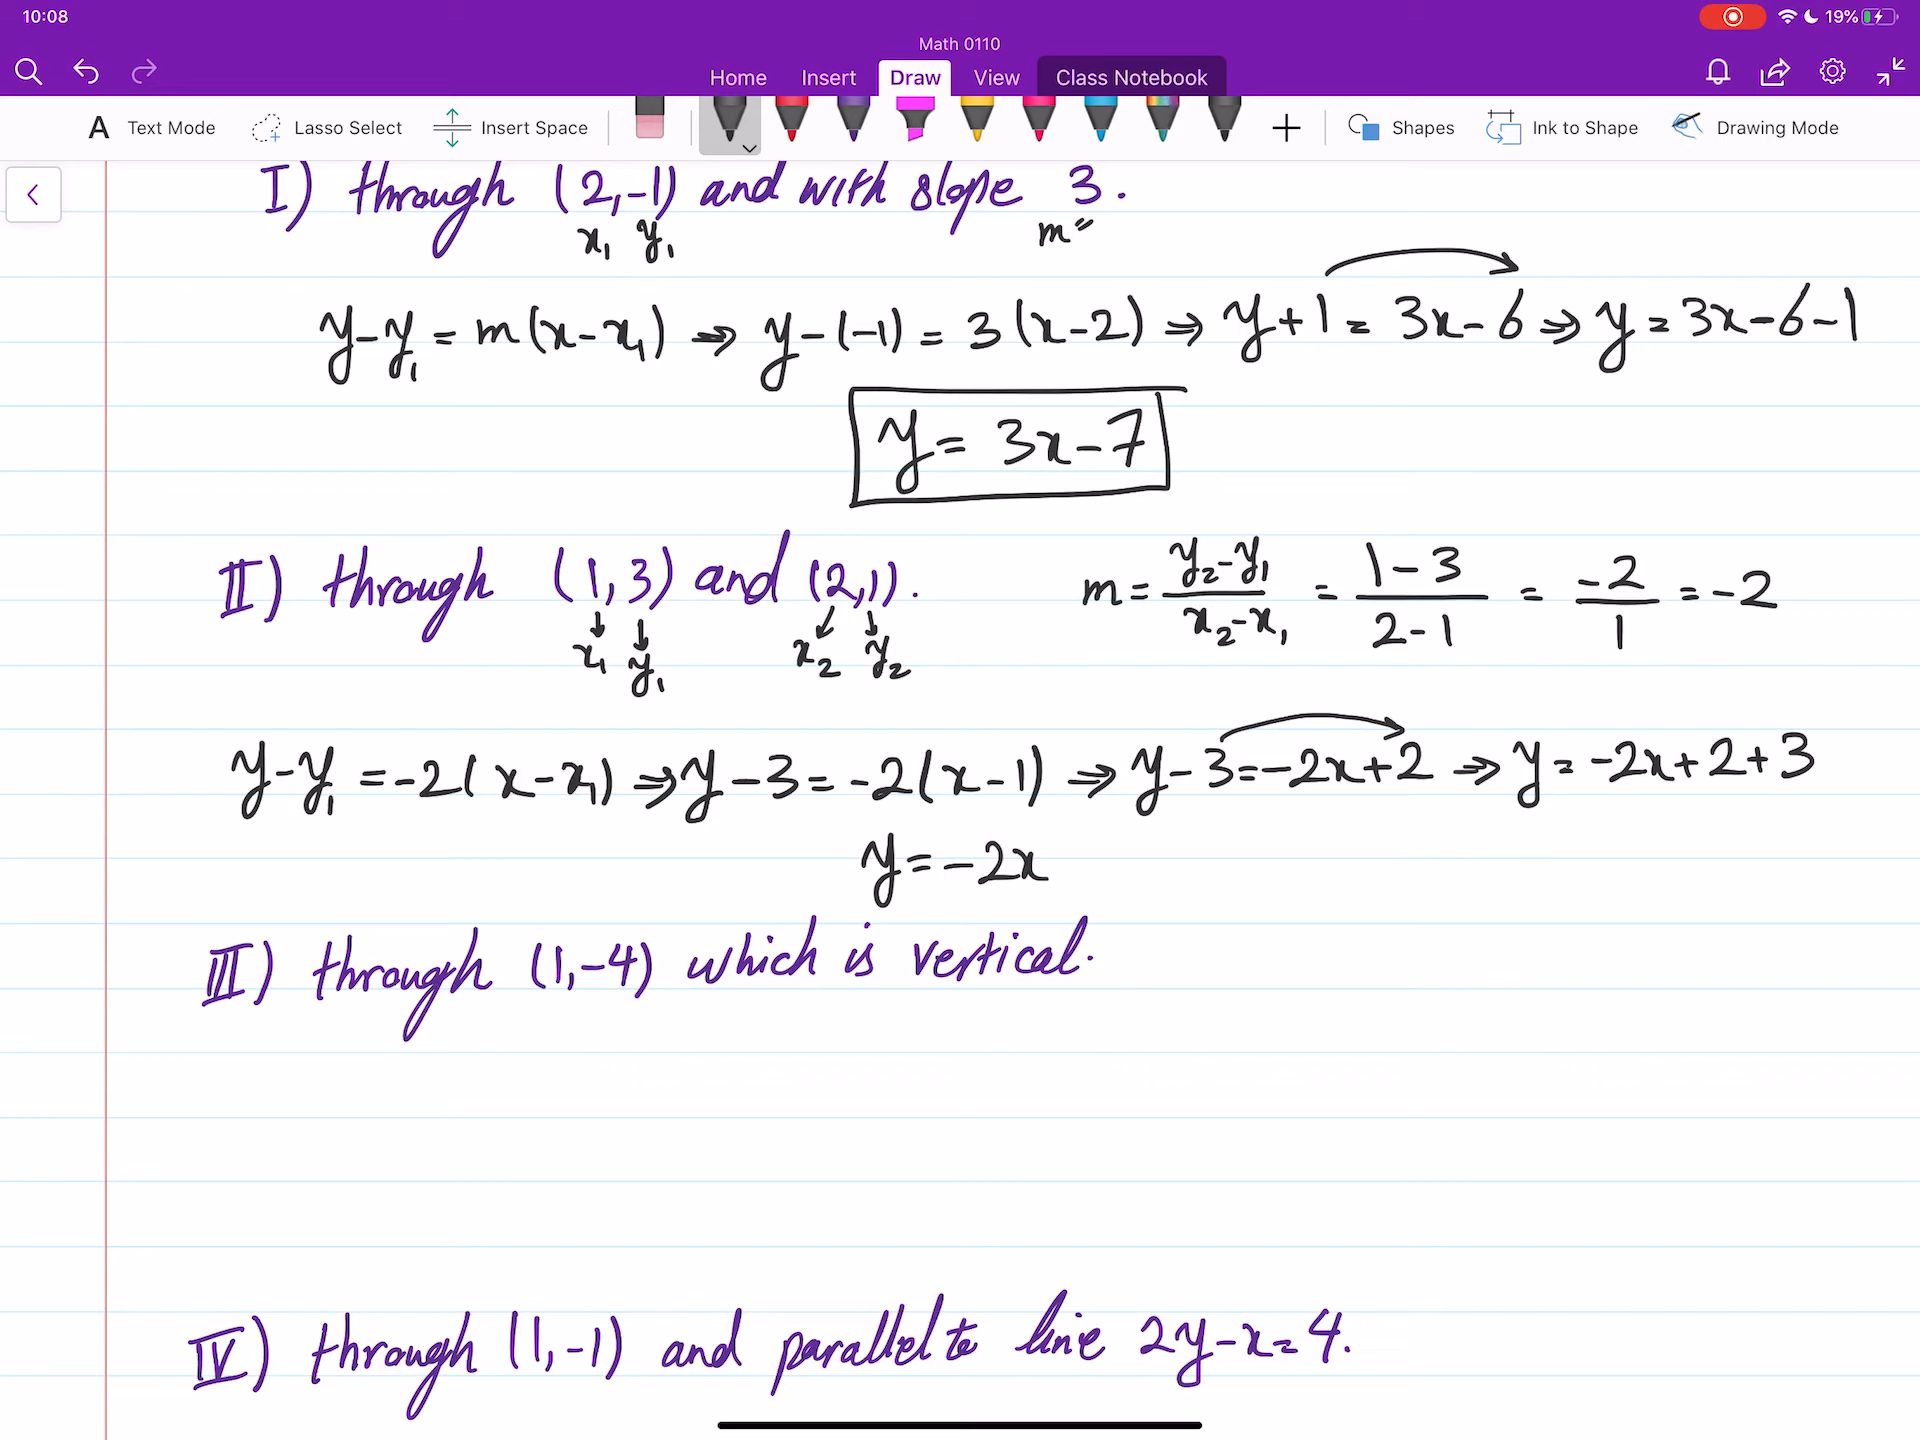 10:08
19%
Math 0110
Home Insert Draw View Class Notebook
A Text Mode Lasso Select Insert Space Shapes Ink to Shape Drawing Mode
I) through (2,-1) and with slope 3.
x₁ y₁ m=
y-y₁ = m(x-x₁) ⇒ y-(-1) = 3(x-2) ⇒ y+1 = 3x-6 ⇒ y = 3x-6-1
y = 3x-7
II) through (1,3) and (2,1). m = (y₂-y₁)/(x₂-x₁) = (1-3)/(2-1) = -2/1 = -2
↓ ↓ ↙ ↓
x₁ y₁ x₂ y₂
y-y₁ = -2(x-x₁) ⇒ y-3 = -2(x-1) ⇒ y-3 = -2x+2 ⇒ y = -2x+2+3
y = -2x
III) through (1,-4) which is vertical.
IV) through (1,-1) and parallel to line 2y-x=4.